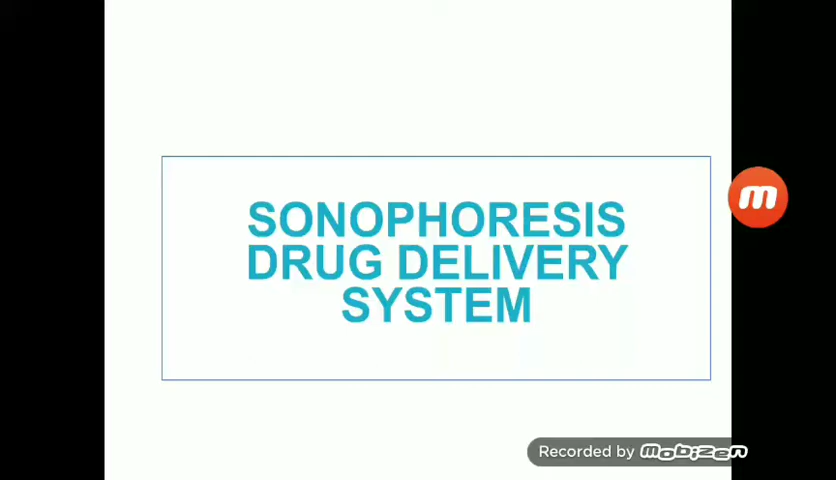 SONOPHORESIS
DRUG DELIVERY
SYSTEM
Recorded by Mobizen